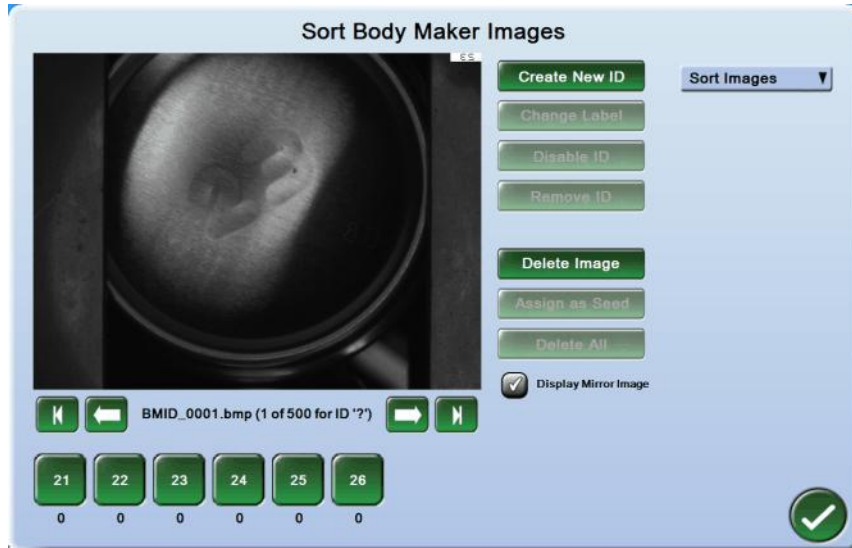 Sort Body Maker Images
Create New ID
Sort Images
Change Label
Disable ID
Remove ID
Delete Image
Assign as Seed
Delete All
Display Mirror Image
BMID_0001.bmp (1 of 500 for ID '?')
21 22 23 24 25 26
0 0 0 0 0 0